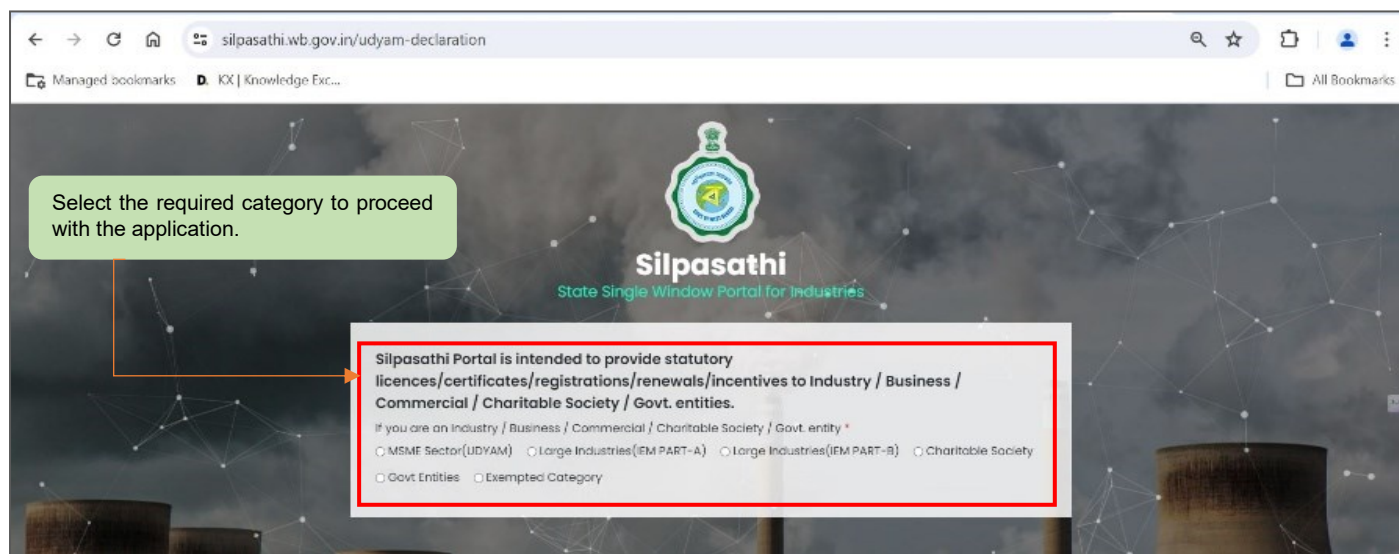 silpasathi.wb.gov.in/udyam-declaration
Managed bookmarks D. KX | Knowledge Exc... All Bookmarks
Select the required category to proceed
with the application.
Silpasathi
State Single Window Portal for Industries
Silpasathi Portal is intended to provide statutory
licences/certificates/registrations/renewals/incentives to Industry / Business /
Commercial / Charitable Society / Govt. entities.
If you are an Industry / Business / Commercial / Charitable Society / Govt. entity *
MSME Sector(UDYAM) Large Industries(IEM PART-A) Large Industries(IEM PART-B) Charitable Society
Govt Entities Exempted Category